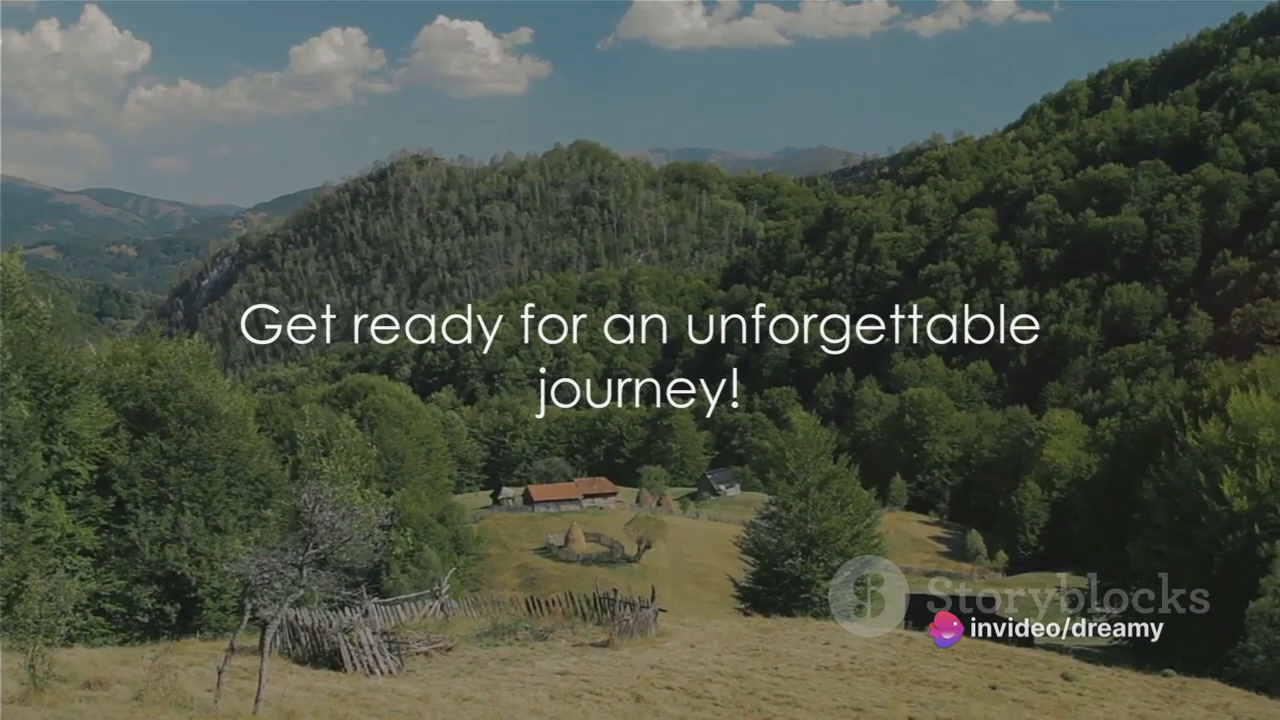 Get ready for an unforgettable
journey!
Storyblocks
invideo/dreamy